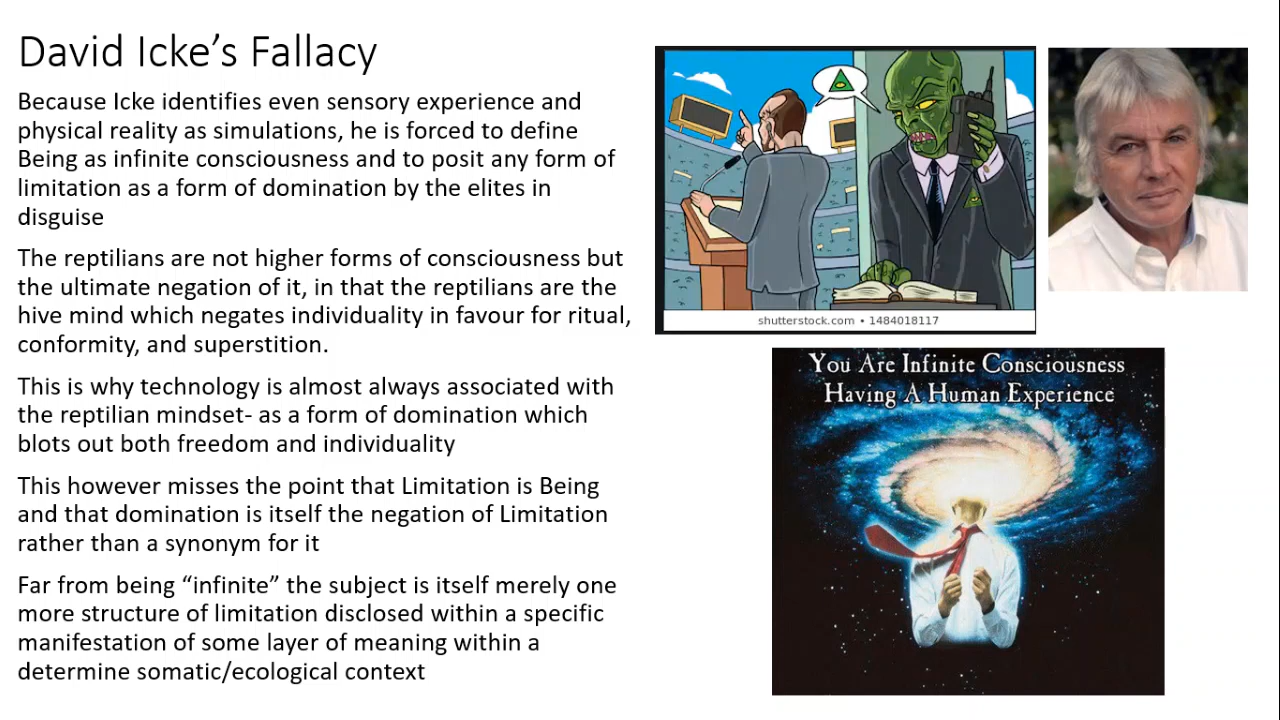 David Icke’s Fallacy
Because Icke identifies even sensory experience and
physical reality as simulations, he is forced to define
Being as infinite consciousness and to posit any form of
limitation as a form of domination by the elites in
disguise
The reptilians are not higher forms of consciousness but
the ultimate negation of it, in that the reptilians are the
hive mind which negates individuality in favour for ritual,
conformity, and superstition.
This is why technology is almost always associated with
the reptilian mindset- as a form of domination which
blots out both freedom and individuality
This however misses the point that Limitation is Being
and that domination is itself the negation of Limitation
rather than a synonym for it
Far from being “infinite” the subject is itself merely one
more structure of limitation disclosed within a specific
manifestation of some layer of meaning within a
determine somatic/ecological context
shutterstock.com • 1484018117
You Are Infinite Consciousness
Having A Human Experience